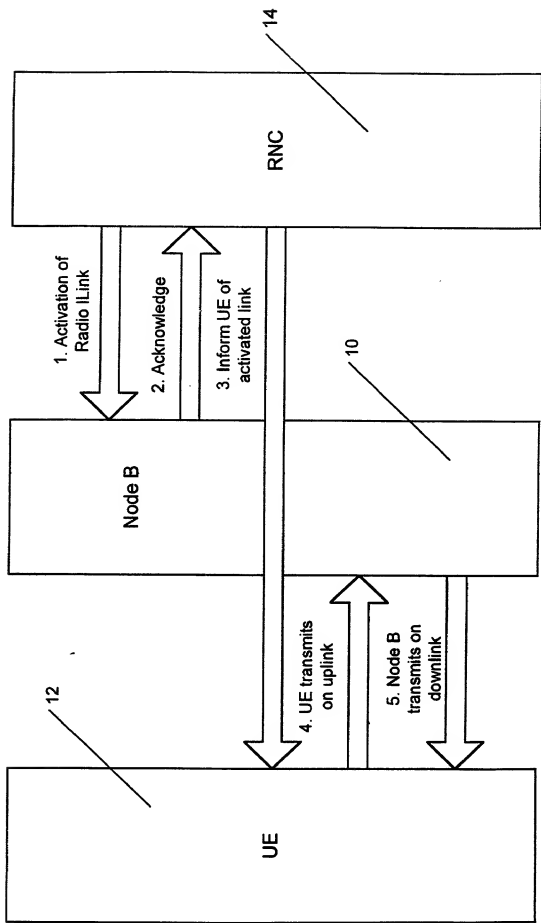 14
RNC
1. Activation of
Radio ILink
2. Acknowledge
3. Inform UE of
activated link
10
Node B
4. UE transmits
on uplink
5. Node B
transmits on
downlink
12
UE